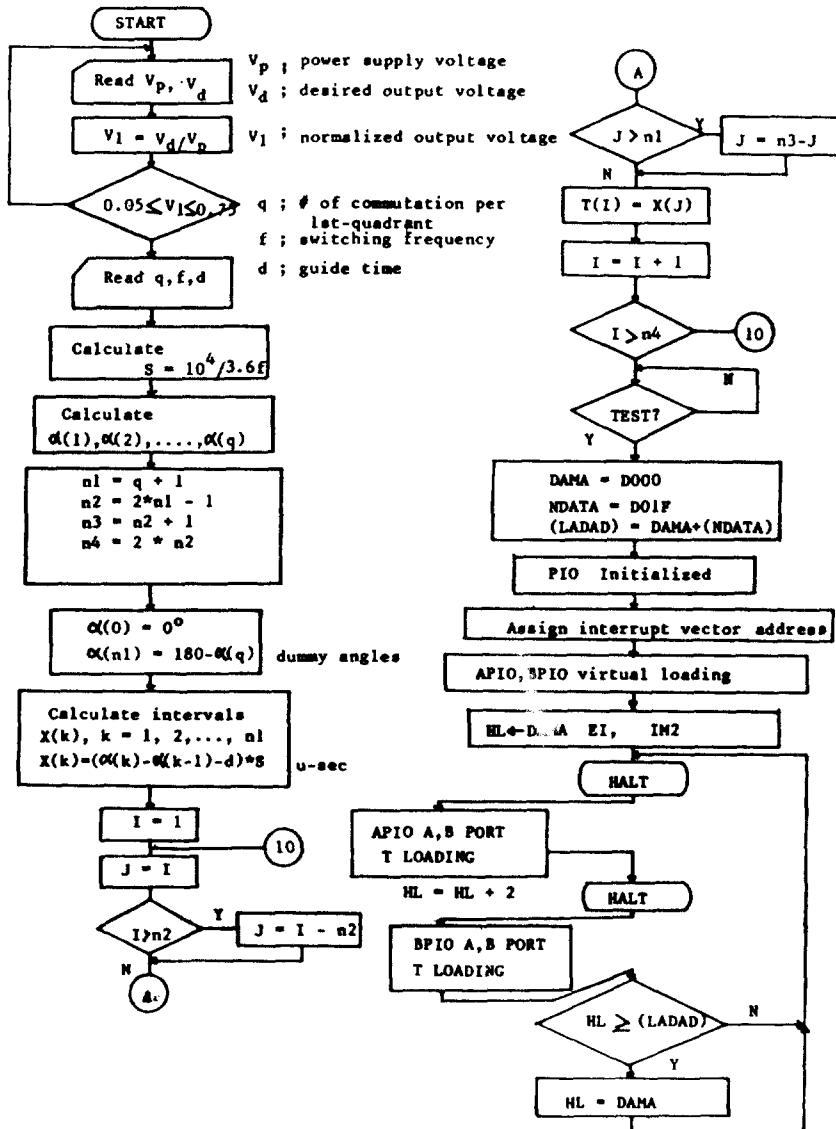 START
Read Vp, Vd
Vp ; power supply voltage
Vd ; desired output voltage
V1 = Vd/Vp
V1 ; normalized output voltage
0.05≤V1≤0.75
q ; # of commutation per
1st-quadrant
f ; switching frequency
d ; guide time
Read q,f,d
Calculate
S = 10^4/3.6f
Calculate
α(1),α(2),....,α(q)
n1 = q + 1
n2 = 2*n1 - 1
n3 = n2 + 1
n4 = 2 * n2
α(0) = 0°
α(n1) = 180-α(q)
dummy angles
Calculate intervals
X(k), k = 1, 2,..., n1
X(k)=(α(k)-α(k-1)-d)*S
u-sec
I = 1
10
J = I
I>n2
Y
J = I - n2
N
A
A
J > n1
Y
J = n3-J
N
T(I) = X(J)
I = I + 1
I > n4
10
N
TEST?
Y
DAMA = D000
NDATA = D01F
(LADAD) = DAMA+(NDATA)
PIO Initialized
Assign interrupt vector address
APIO, BPIO virtual loading
HL← DAMA EI, IM2
HALT
APIO A,B PORT
T LOADING
HL = HL + 2
HALT
BPIO A,B PORT
T LOADING
HL ≥ (LADAD)
N
Y
HL = DAMA